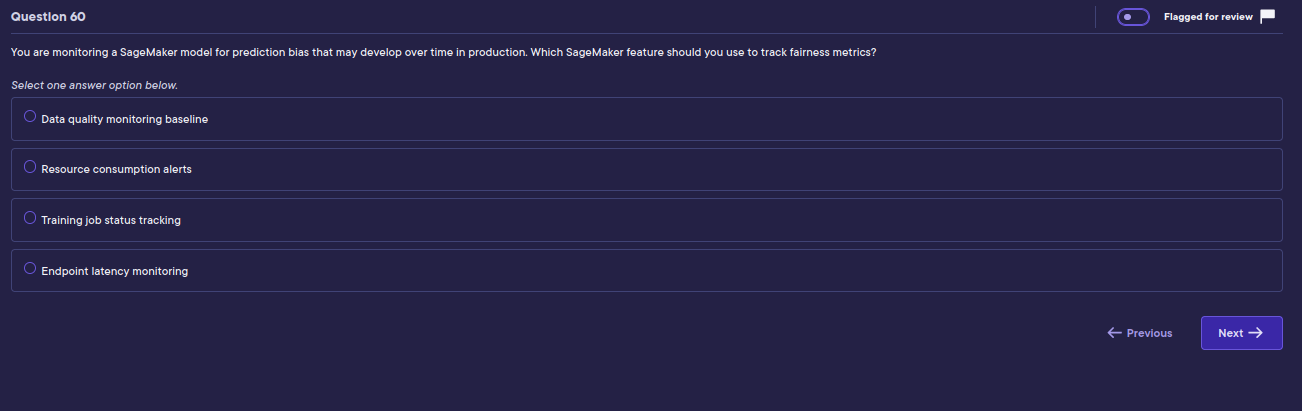 Question 60
Flagged for review
You are monitoring a SageMaker model for prediction bias that may develop over time in production. Which SageMaker feature should you use to track fairness metrics?
Select one answer option below.
Data quality monitoring baseline
Resource consumption alerts
Training job status tracking
Endpoint latency monitoring
Previous
Next